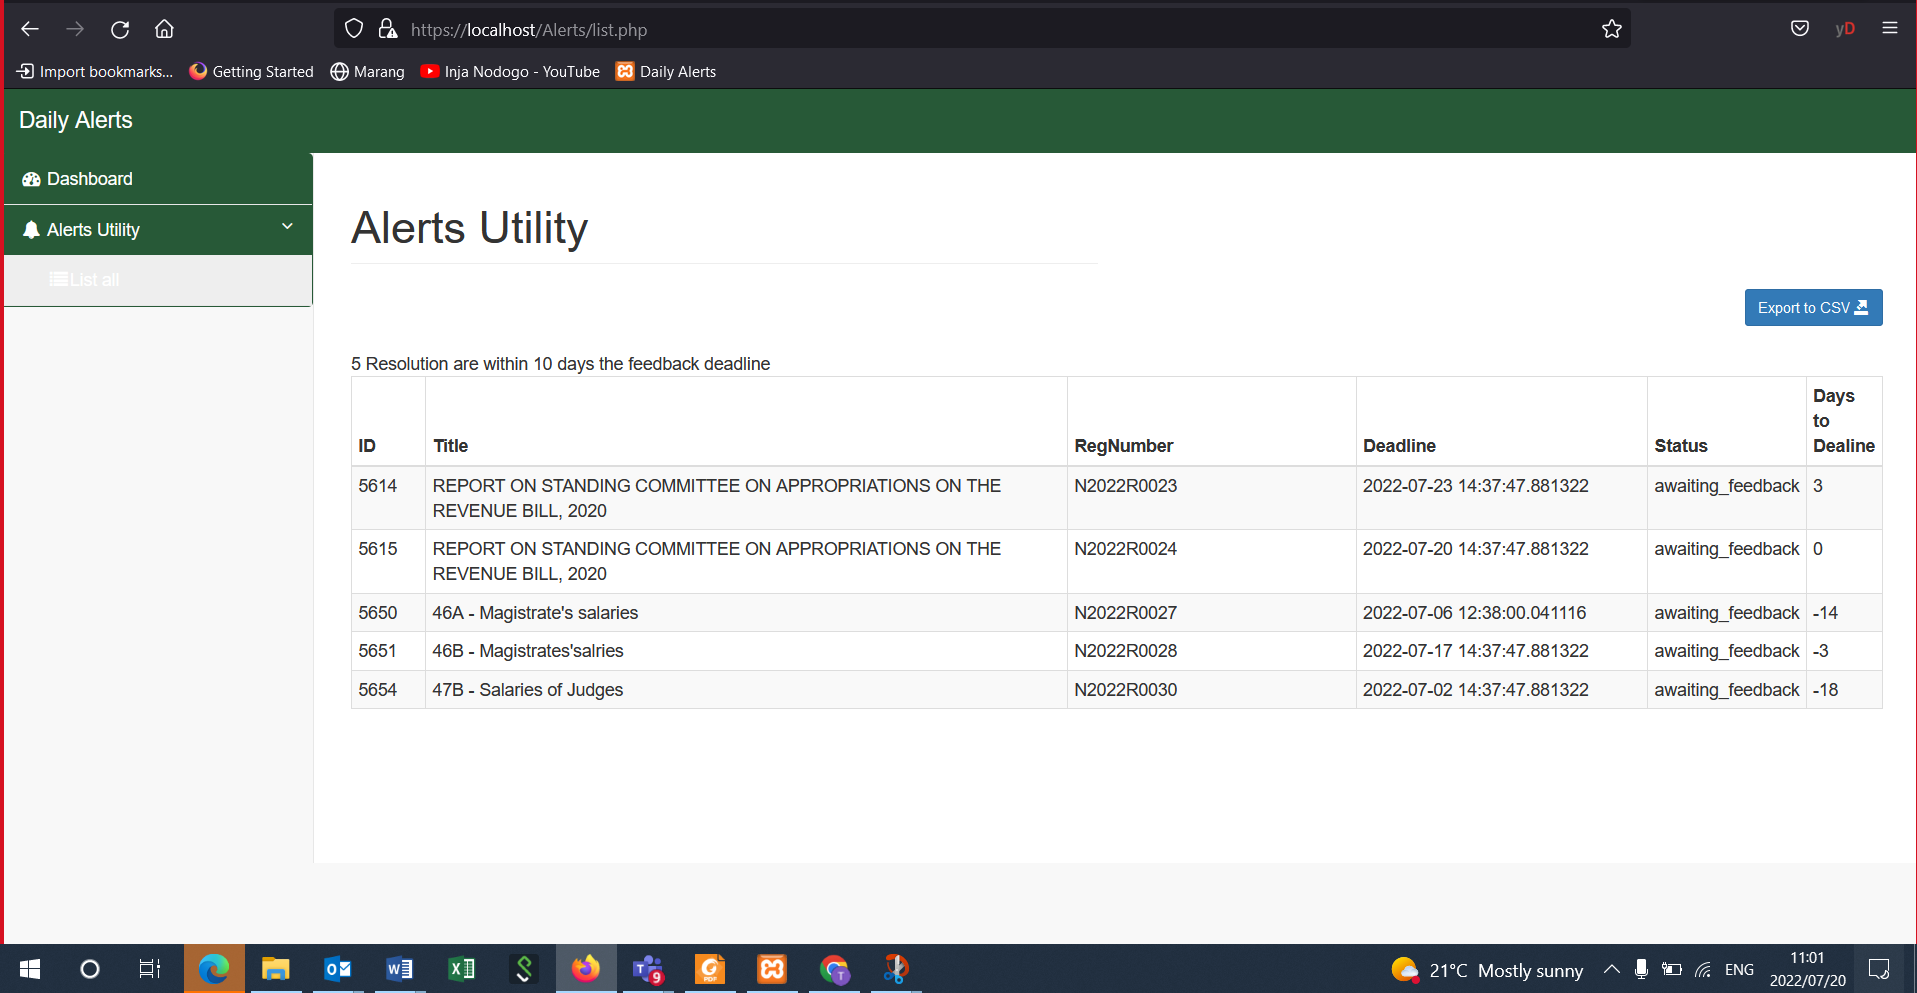 https://localhost/Alerts/list.php
yD
Import bookmarks... Getting Started Marang Inja Nodogo - YouTube Daily Alerts
Daily Alerts
Dashboard
Alerts Utility
List all
Alerts Utility
Export to CSV
5 Resolution are within 10 days the feedback deadline
ID Title RegNumber Deadline Status Days to Dealine
5614 REPORT ON STANDING COMMITTEE ON APPROPRIATIONS ON THE N2022R0023 2022-07-23 14:37:47.881322 awaiting_feedback 3
REVENUE BILL, 2020
5615 REPORT ON STANDING COMMITTEE ON APPROPRIATIONS ON THE N2022R0024 2022-07-20 14:37:47.881322 awaiting_feedback 0
REVENUE BILL, 2020
5650 46A - Magistrate's salaries N2022R0027 2022-07-06 12:38:00.041116 awaiting_feedback -14
5651 46B - Magistrates'salries N2022R0028 2022-07-17 14:37:47.881322 awaiting_feedback -3
5654 47B - Salaries of Judges N2022R0030 2022-07-02 14:37:47.881322 awaiting_feedback -18
21°C Mostly sunny ENG 11:01
2022/07/20